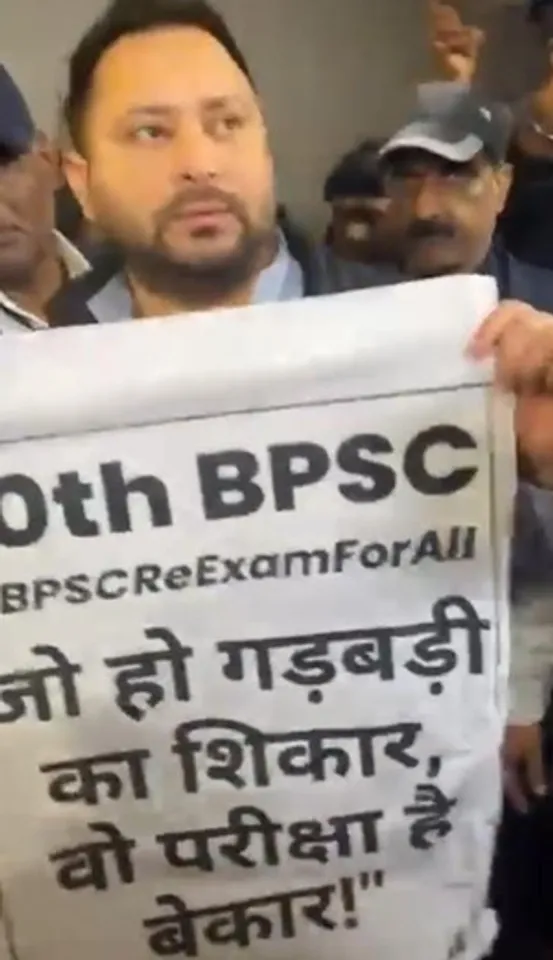 0th BPSC
BPSCReExamForAll
जो हो गड़बड़ी
का शिकार,
वो परीक्षा है
बेकार!"